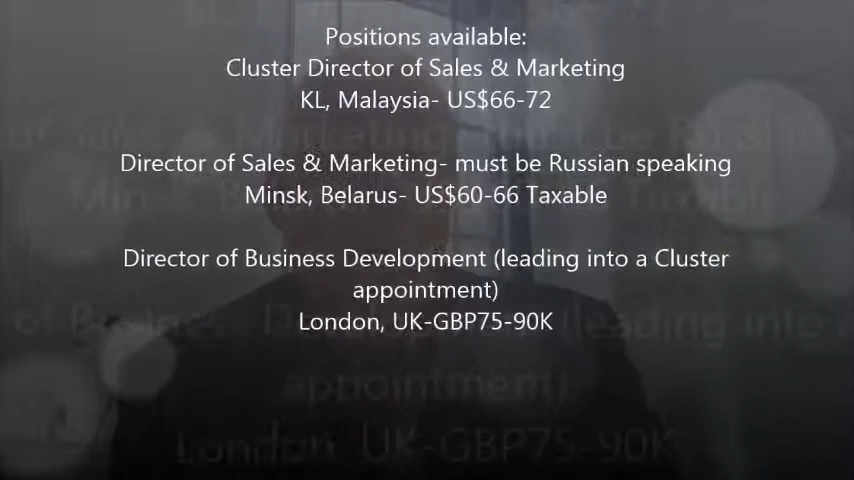 Positions available:
Cluster Director of Sales & Marketing
KL, Malaysia- US$66-72
Director of Sales & Marketing- must be Russian speaking
Minsk, Belarus- US$60-66 Taxable
Director of Business Development (leading into a Cluster
appointment)
London, UK-GBP75-90K